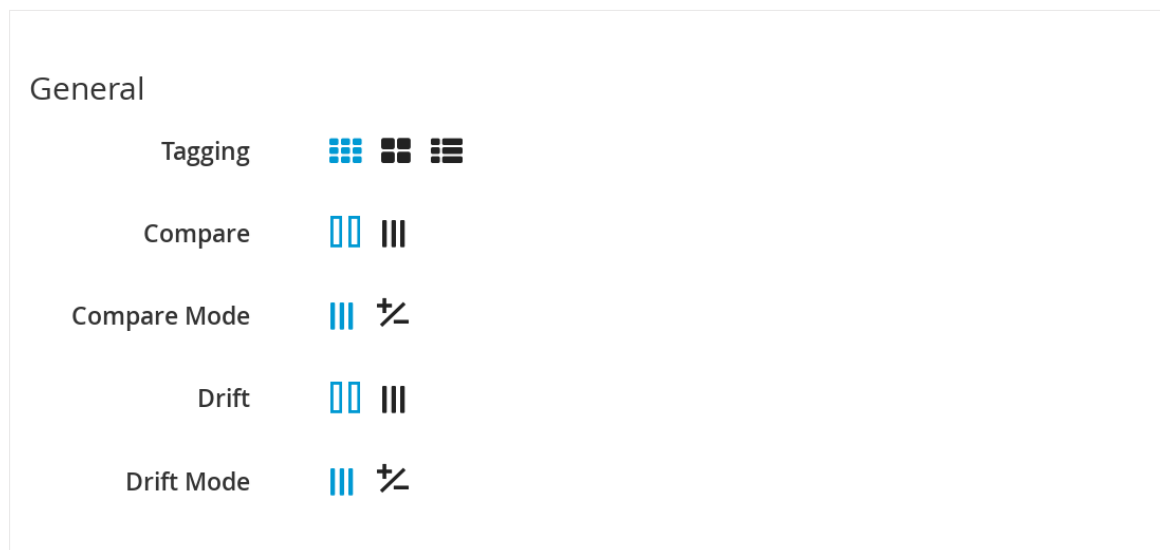 General
Tagging
Compare
Compare Mode
Drift
Drift Mode